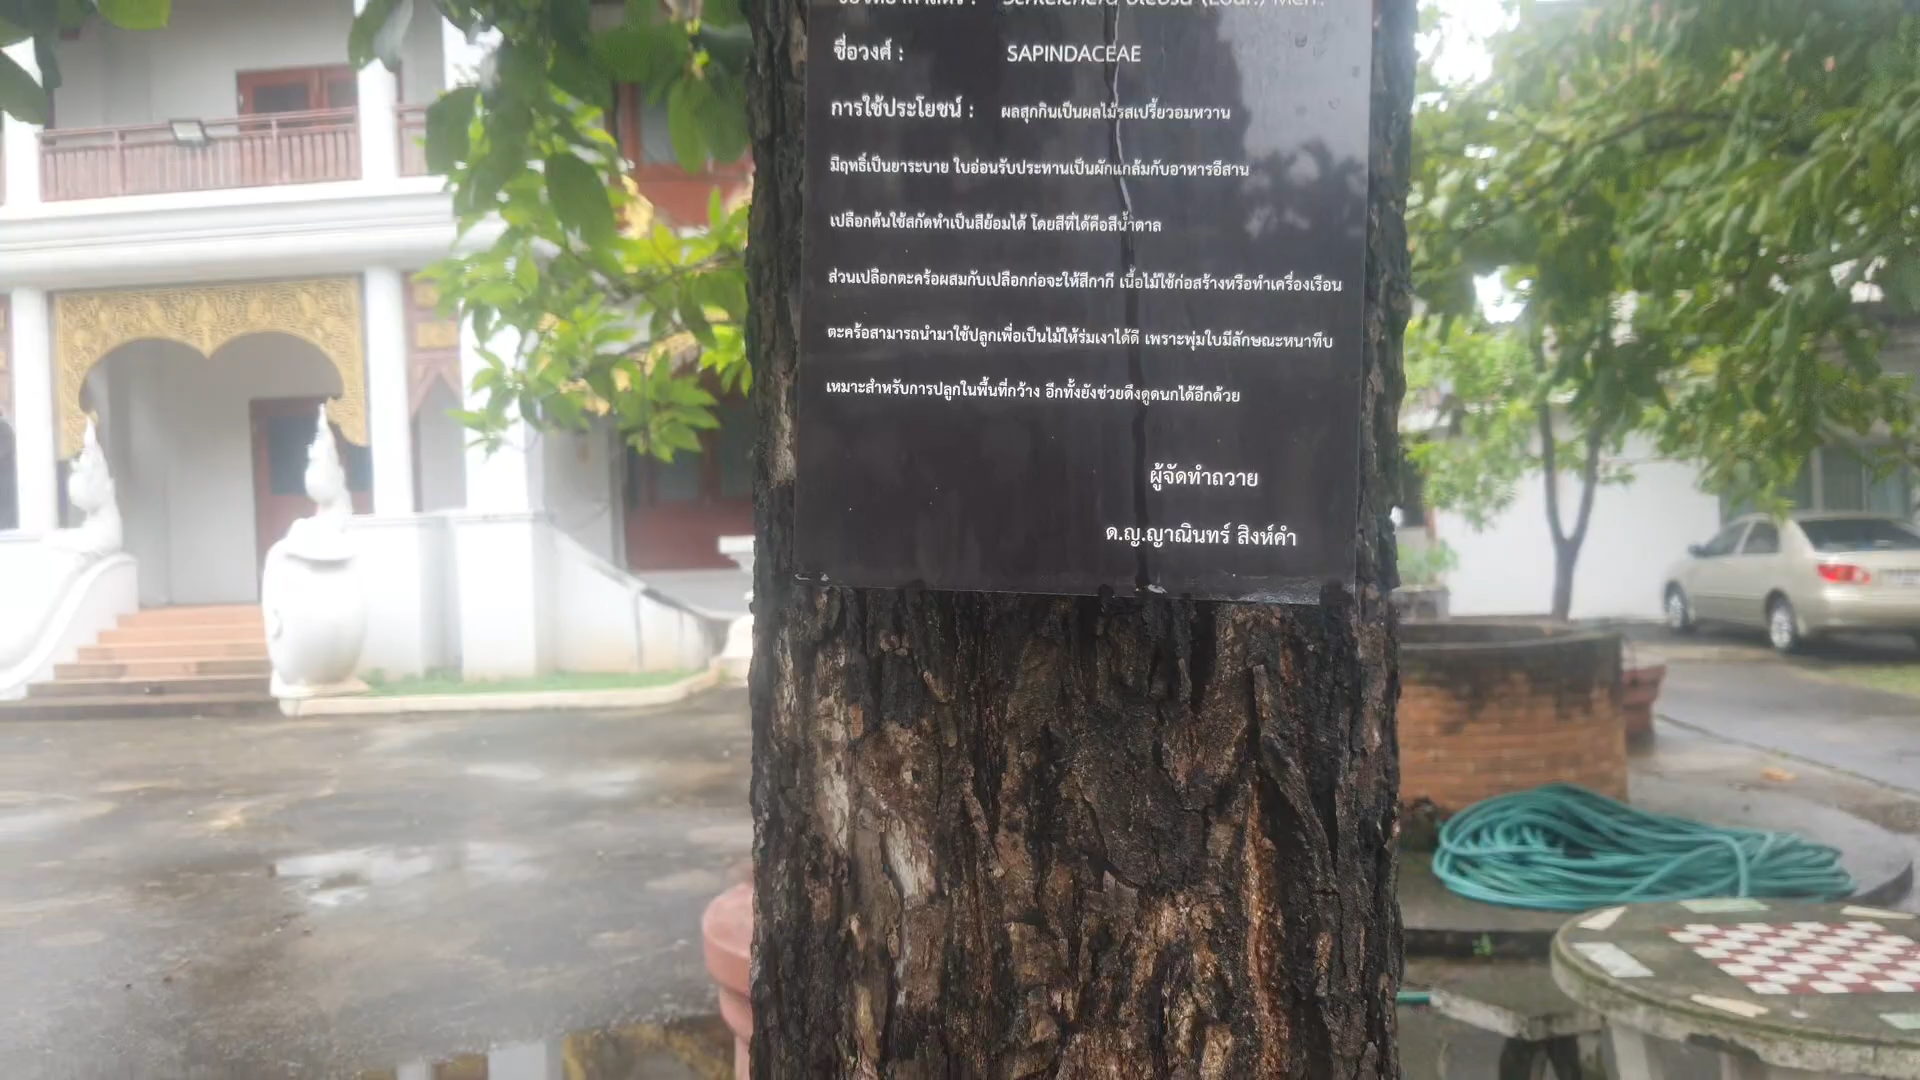 ชื่อวิทยาศาสตร์ : Schleichera oleosa (Lour.) Merr.
ชื่อวงศ์ : SAPINDACEAE
การใช้ประโยชน์ : ผลสุกกินเป็นผลไม้รสเปรี้ยวอมหวาน
มีฤทธิ์เป็นยาระบาย ใบอ่อนรับประทานเป็นผักแกล้มกับอาหารอีสาน
เปลือกต้นใช้สกัดทำเป็นสีย้อมได้ โดยสีที่ได้คือสีน้ำตาล
ส่วนเปลือกตะคร้อผสมกับเปลือกก่อจะให้สีกากี เนื้อไม้ใช้ก่อสร้างหรือทำเครื่องเรือน
ตะคร้อสามารถนำมาใช้ปลูกเพื่อเป็นไม้ให้ร่มเงาได้ดี เพราะพุ่มใบมีลักษณะหนาทึบ
เหมาะสำหรับการปลูกในพื้นที่กว้าง อีกทั้งยังช่วยดึงดูดนกได้อีกด้วย
ผู้จัดทำถวาย
ด.ญ.ญาณินทร์ สิงห์คำ